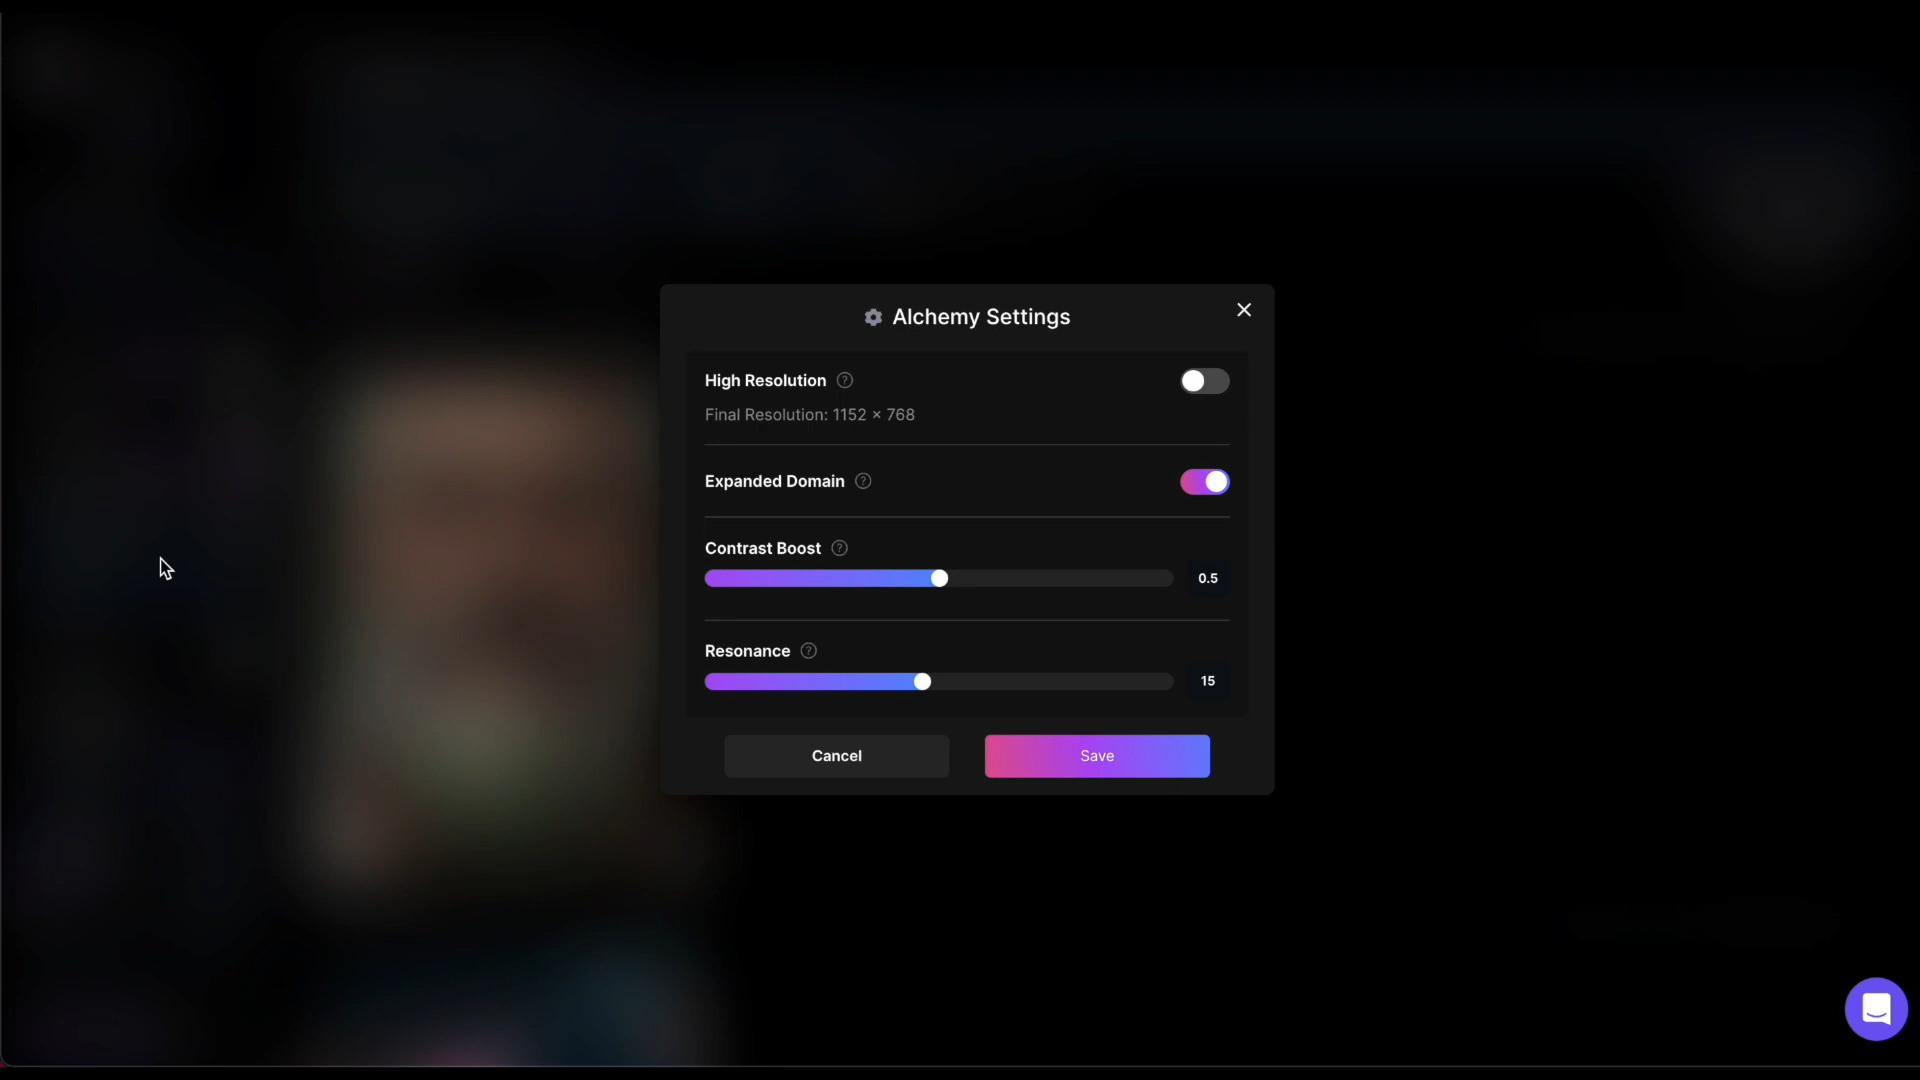 Alchemy Settings
High Resolution
Final Resolution: 1152 × 768
Expanded Domain
Contrast Boost
0.5
Resonance
15
Cancel
Save